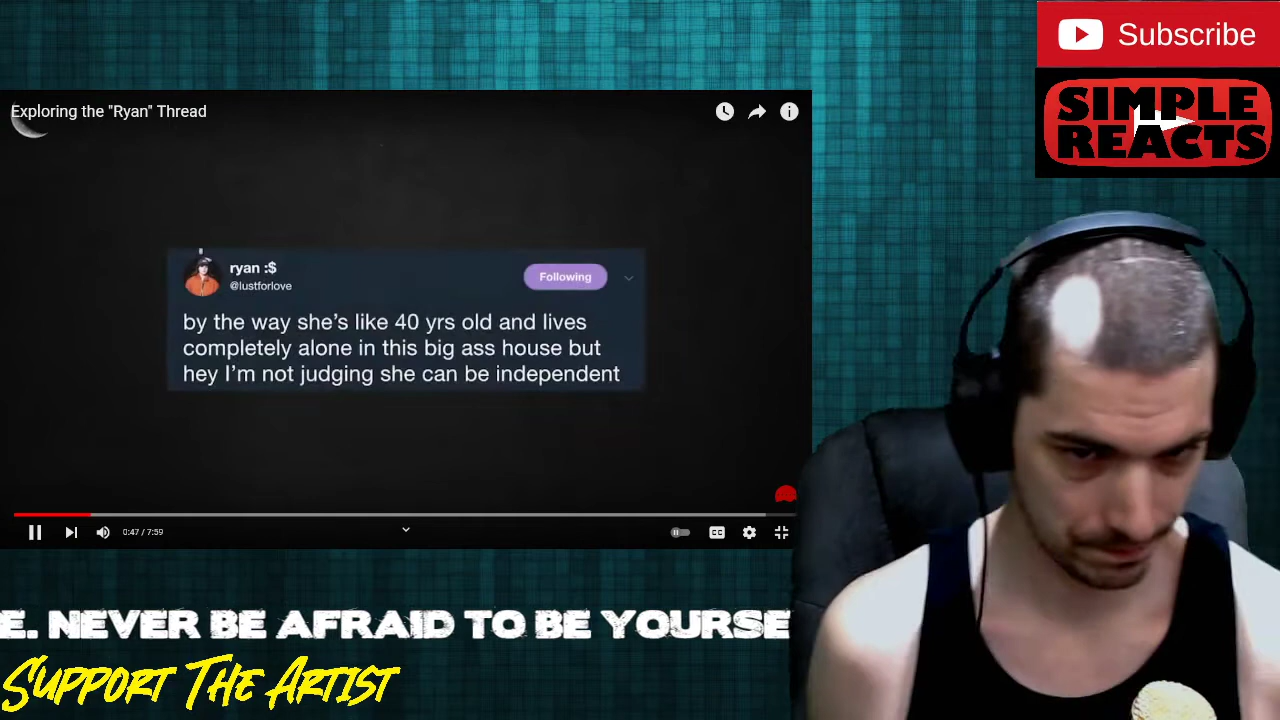 Subscribe
SIMPLE
REACTS
Exploring the "Ryan" Thread
ryan :$
@lustforlove
Following
by the way she's like 40 yrs old and lives
completely alone in this big ass house but
hey I'm not judging she can be independent
0:47 / 7:59
CC
E. NEVER BE AFRAID TO BE YOURSE
SUPPORT THE ARTIST